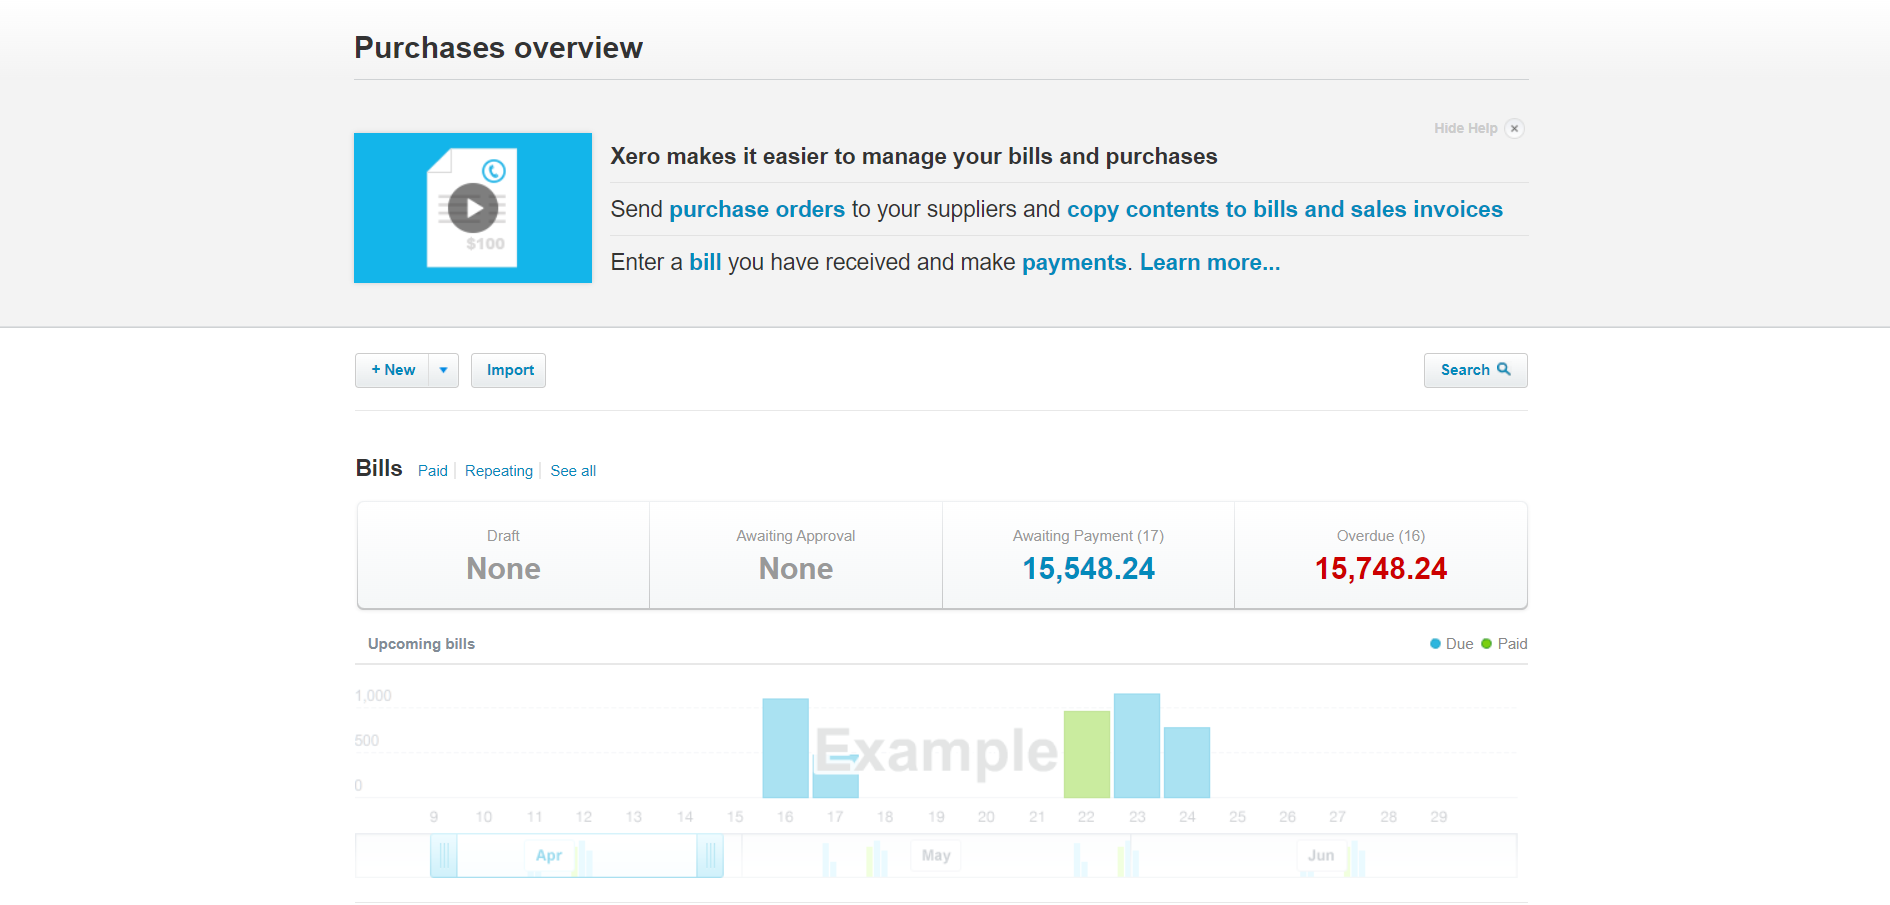 Purchases overview
Hide Help
$100
Xero makes it easier to manage your bills and purchases
Send purchase orders to your suppliers and copy contents to bills and sales invoices
Enter a bill you have received and make payments. Learn more...
+ New
Import
Search
Bills Paid Repeating See all
Draft
None
Awaiting Approval
None
Awaiting Payment (17)
15,548.24
Overdue (16)
15,748.24
Upcoming bills
Due Paid
1,000
500
0
Example
9 10 11 12 13 14 15 16 17 18 19 20 21 22 23 24 25 26 27 28 29
Apr May Jun